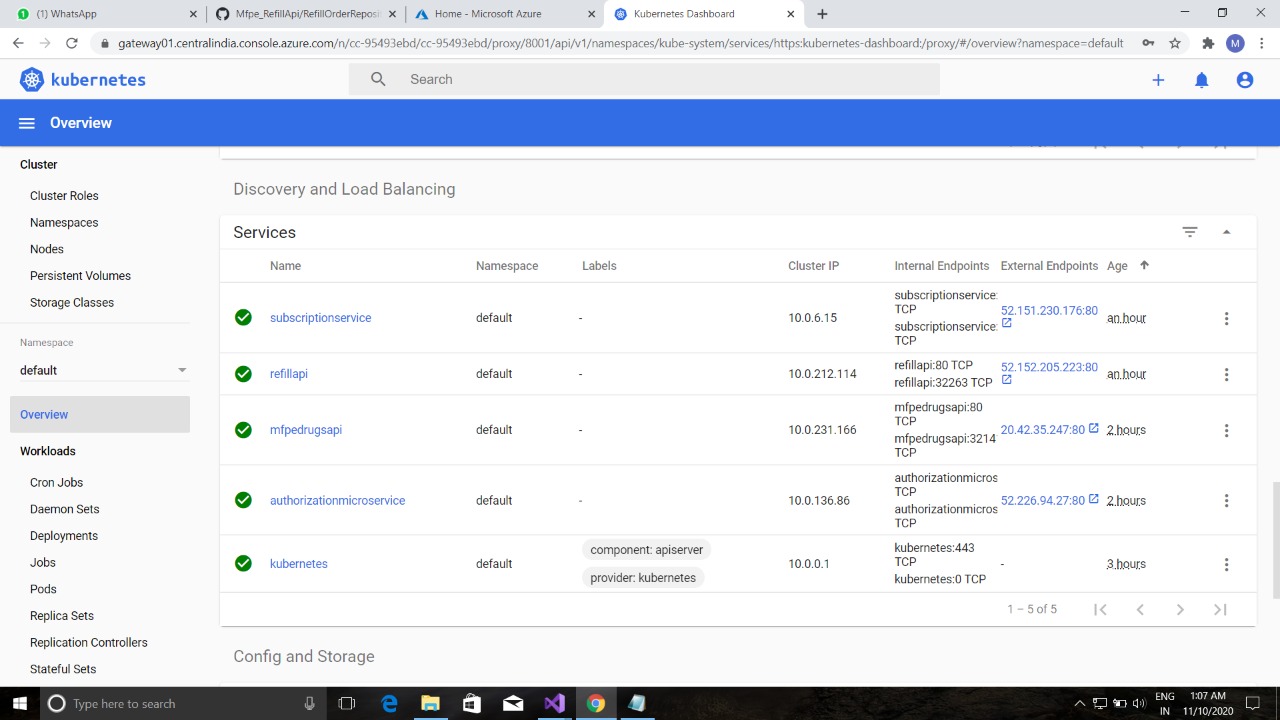 (1) WhatsApp
Mfpe_RefillApi/RefillOrderReposi
Home - Microsoft Azure
Kubernetes Dashboard
gateway01.centralindia.console.azure.com/n/cc-95493ebd/cc-95493ebd/proxy/8001/api/v1/namespaces/kube-system/services/https:kubernetes-dashboard:/proxy/#/overview?namespace=default
M
kubernetes
Search
Overview
Cluster
Cluster Roles
Namespaces
Nodes
Persistent Volumes
Storage Classes
Namespace
default
Overview
Workloads
Cron Jobs
Daemon Sets
Deployments
Jobs
Pods
Replica Sets
Replication Controllers
Stateful Sets
Discovery and Load Balancing
Services
Name Namespace Labels Cluster IP Internal Endpoints External Endpoints Age
subscriptionservice default - 10.0.6.15 subscriptionservice: TCP subscriptionservice: TCP 52.151.230.176:80 an hour
refillapi default - 10.0.212.114 refillapi:80 TCP refillapi:32263 TCP 52.152.205.223:80 an hour
mfpedrugsapi default - 10.0.231.166 mfpedrugsapi:80 TCP mfpedrugsapi:3214 TCP 20.42.35.247:80 2 hours
authorizationmicroservice default - 10.0.136.86 authorizationmicros TCP authorizationmicros TCP 52.226.94.27:80 2 hours
kubernetes default component: apiserver provider: kubernetes 10.0.0.1 kubernetes:443 TCP kubernetes:0 TCP - 3 hours
1 – 5 of 5
Config and Storage
Type here to search
ENG
IN
1:07 AM
11/10/2020